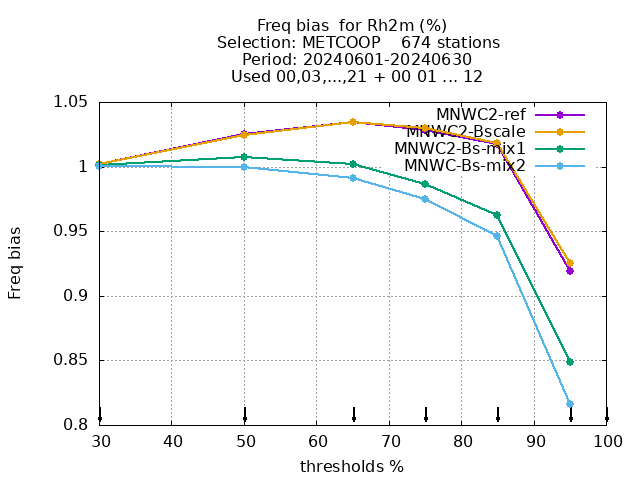 Freq bias  for Rh2m (%)
Selection: METCOOP    674 stations
Period: 20240601-20240630
Used 00,03,...,21 + 00 01 ... 12
MNWC2-ref
MNWC2-Bscale
MNWC2-Bs-mix1
MNWC-Bs-mix2
1.05
1
0.95
0.9
0.85
0.8
Freq bias
30 40 50 60 70 80 90 100
thresholds %